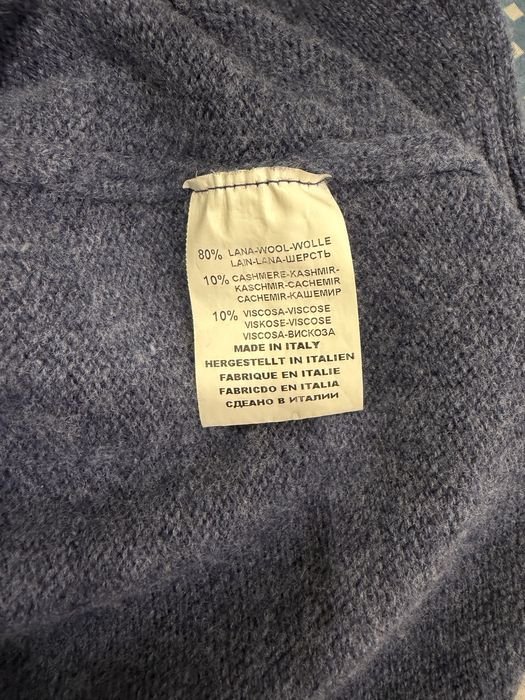 80% LANA-WOOL-WOLLE
LAIN-LANA-ШЕРСТЬ
10% CASHMERE-KASHMIR-
KASCHMIR-CACHEMIR
CACHEMIR-КАШЕМИР
10% VISCOSA-VISCOSE
VISKOSE-VISCOSE
VISCOSA-ВИСКОЗА
MADE IN ITALY
HERGESTELLT IN ITALIEN
FABRIQUE EN ITALIE
FABRICDO EN ITALIA
СДЕАНО В ИТАЛИИ